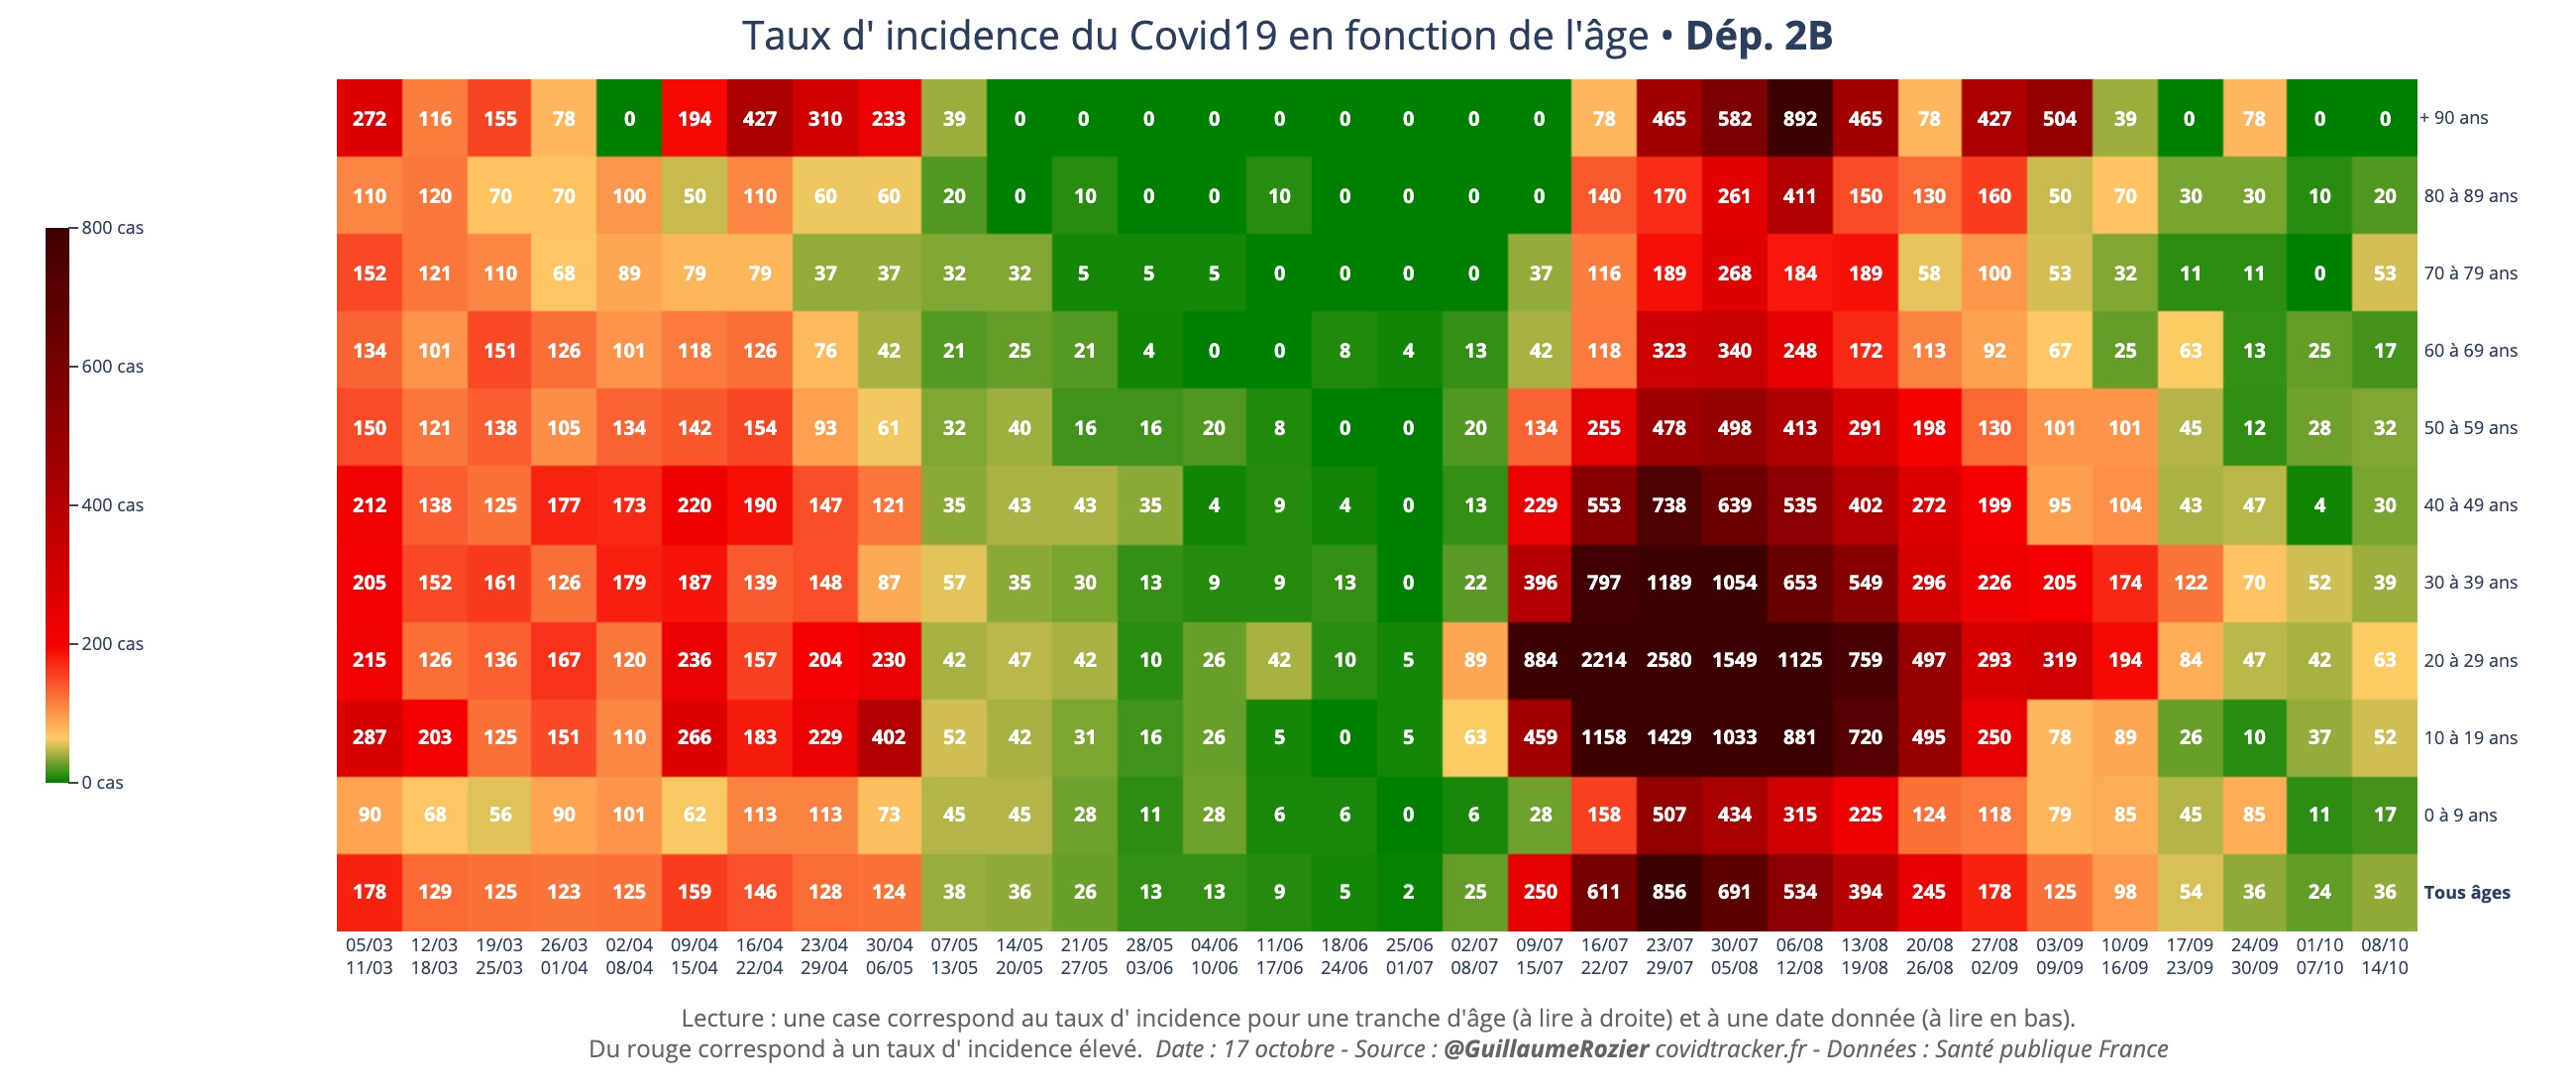 Taux d' incidence du Covid19 en fonction de l'âge • Dép. 2B
272 116 155 78 0 194 427 310 233 39 0 0 0 0 0 0 0 0 0 78 465 582 892 465 78 427 504 39 0 78 0 0 + 90 ans
110 120 70 70 100 50 110 60 60 20 0 10 0 0 10 0 0 0 0 140 170 261 411 150 130 160 50 70 30 30 10 20 80 à 89 ans
800 cas
152 121 110 68 89 79 79 37 37 32 32 5 5 5 0 0 0 0 37 116 189 268 184 189 58 100 53 32 11 11 0 53 70 à 79 ans
134 101 151 126 101 118 126 76 42 21 25 21 4 0 0 8 4 13 42 118 323 340 248 172 113 92 67 25 63 13 25 17 60 à 69 ans
600 cas
150 121 138 105 134 142 154 93 61 32 40 16 16 20 8 0 0 20 134 255 478 498 413 291 198 130 101 101 45 12 28 32 50 à 59 ans
400 cas
212 138 125 177 173 220 190 147 121 35 43 43 35 4 9 4 0 13 229 553 738 639 535 402 272 199 95 104 43 47 4 30 40 à 49 ans
205 152 161 126 179 187 139 148 87 57 35 30 13 9 9 13 0 22 396 797 1189 1054 653 549 296 226 205 174 122 70 52 39 30 à 39 ans
200 cas
215 126 136 167 120 236 157 204 230 42 47 42 10 26 42 10 5 89 884 2214 2580 1549 1125 759 497 293 319 194 84 47 42 63 20 à 29 ans
287 203 125 151 110 266 183 229 402 52 42 31 16 26 5 0 5 63 459 1158 1429 1033 881 720 495 250 78 89 26 10 37 52 10 à 19 ans
0 cas
90 68 56 90 101 62 113 113 73 45 45 28 11 28 6 6 0 6 28 158 507 434 315 225 124 118 79 85 45 85 11 17 0 à 9 ans
178 129 125 123 125 159 146 128 124 38 36 26 13 13 9 5 2 25 250 611 856 691 534 394 245 178 125 98 54 36 24 36 Tous âges
05/03 12/03 19/03 26/03 02/04 09/04 16/04 23/04 30/04 07/05 14/05 21/05 28/05 04/06 11/06 18/06 25/06 02/07 09/07 16/07 23/07 30/07 06/08 13/08 20/08 27/08 03/09 10/09 17/09 24/09 01/10 08/10
11/03 18/03 25/03 01/04 08/04 15/04 22/04 29/04 06/05 13/05 20/05 27/05 03/06 10/06 17/06 24/06 01/07 08/07 15/07 22/07 29/07 05/08 12/08 19/08 26/08 02/09 09/09 16/09 23/09 30/09 07/10 14/10
Lecture : une case correspond au taux d' incidence pour une tranche d'âge (à lire à droite) et à une date donnée (à lire en bas).
Du rouge correspond à un taux d' incidence élevé. Date : 17 octobre - Source : @GuillaumeRozier covidtracker.fr - Données : Santé publique France